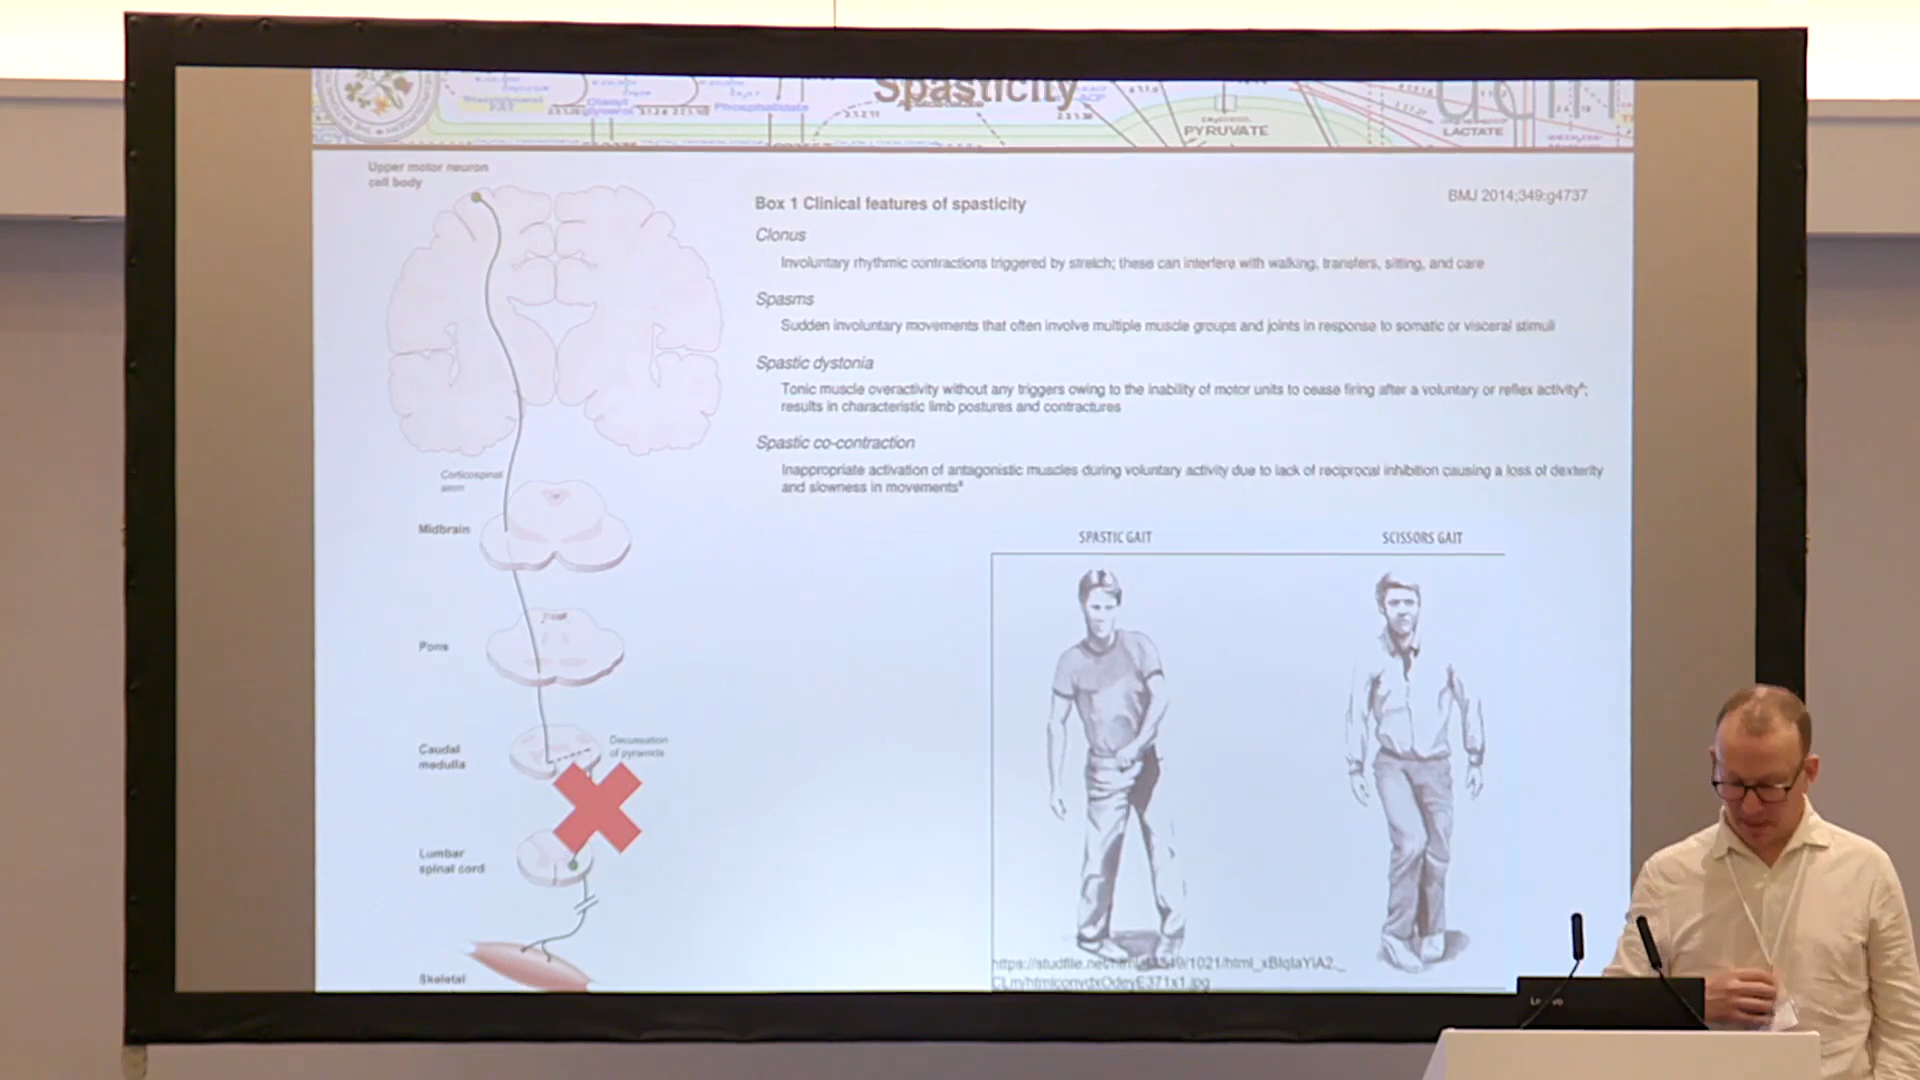 Spasticity
PYRUVATE
LACTATE
ACP
Phosphatidate
Upper motor neuron
cell body
BMJ 2014;349:g4737
Box 1 Clinical features of spasticity
Clonus
Involuntary rhythmic contractions triggered by stretch; these can interfere with walking, transfers, sitting, and care
Spasms
Sudden involuntary movements that often involve multiple muscle groups and joints in response to somatic or visceral stimuli
Spastic dystonia
Tonic muscle overactivity without any triggers owing to the inability of motor units to cease firing after a voluntary or reflex activity;
results in characteristic limb postures and contractures
Spastic co-contraction
Inappropriate activation of antagonistic muscles during voluntary activity due to lack of reciprocal inhibition causing a loss of dexterity
and slowness in movements
Corticospinal
axon
Midbrain
Pons
Caudal
medulla
Decussation
of pyramids
Lumbar
spinal cord
Skeletal
SPASTIC GAIT
SCISSORS GAIT